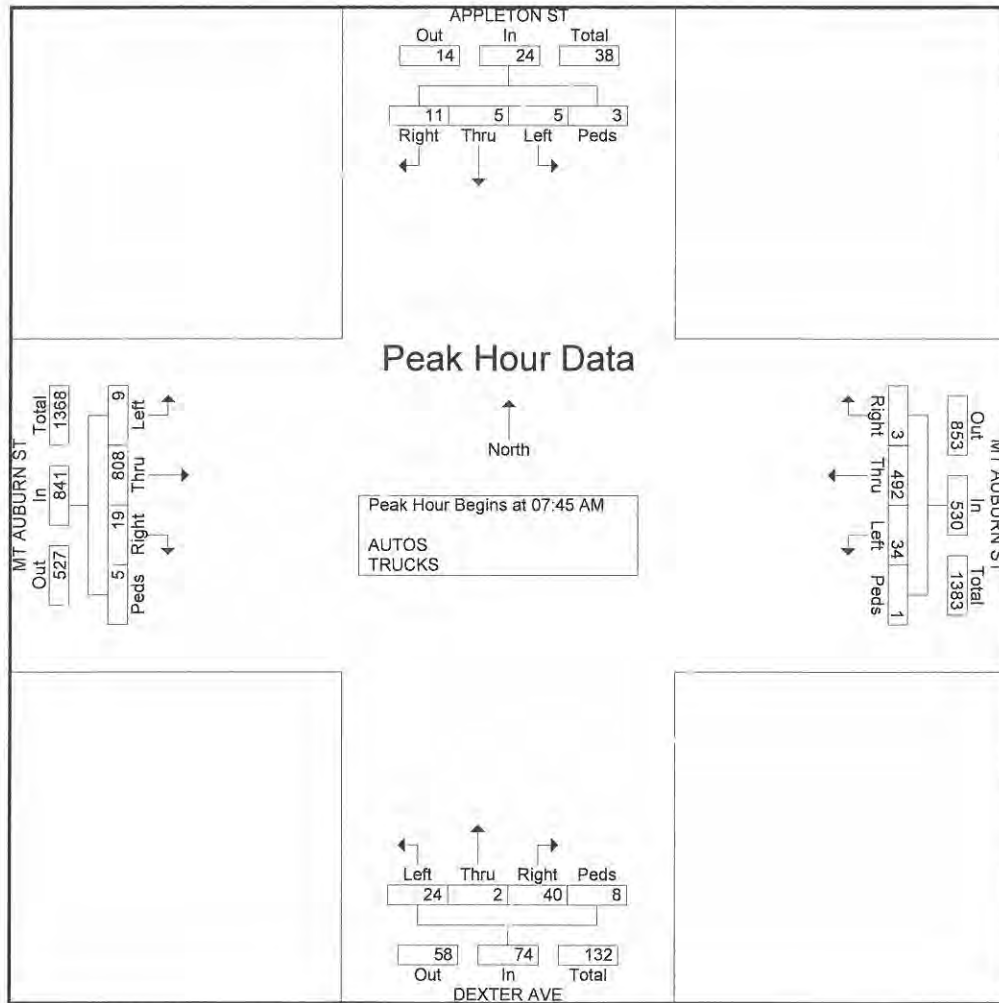 APPLETON ST
Out In Total
14 24 38
11 5 5 3
Right Thru Left Peds
Peak Hour Data
North
Peak Hour Begins at 07:45 AM
AUTOS
TRUCKS
MT AUBURN ST
Out In Total
527 841 1368
Left Thru Right Peds
9 808 19 5
MT AUBURN ST
Out In Total
853 530 1383
Right Thru Left Peds
3 492 34 1
Left Thru Right Peds
24 2 40 8
58 74 132
Out In Total
DEXTER AVE